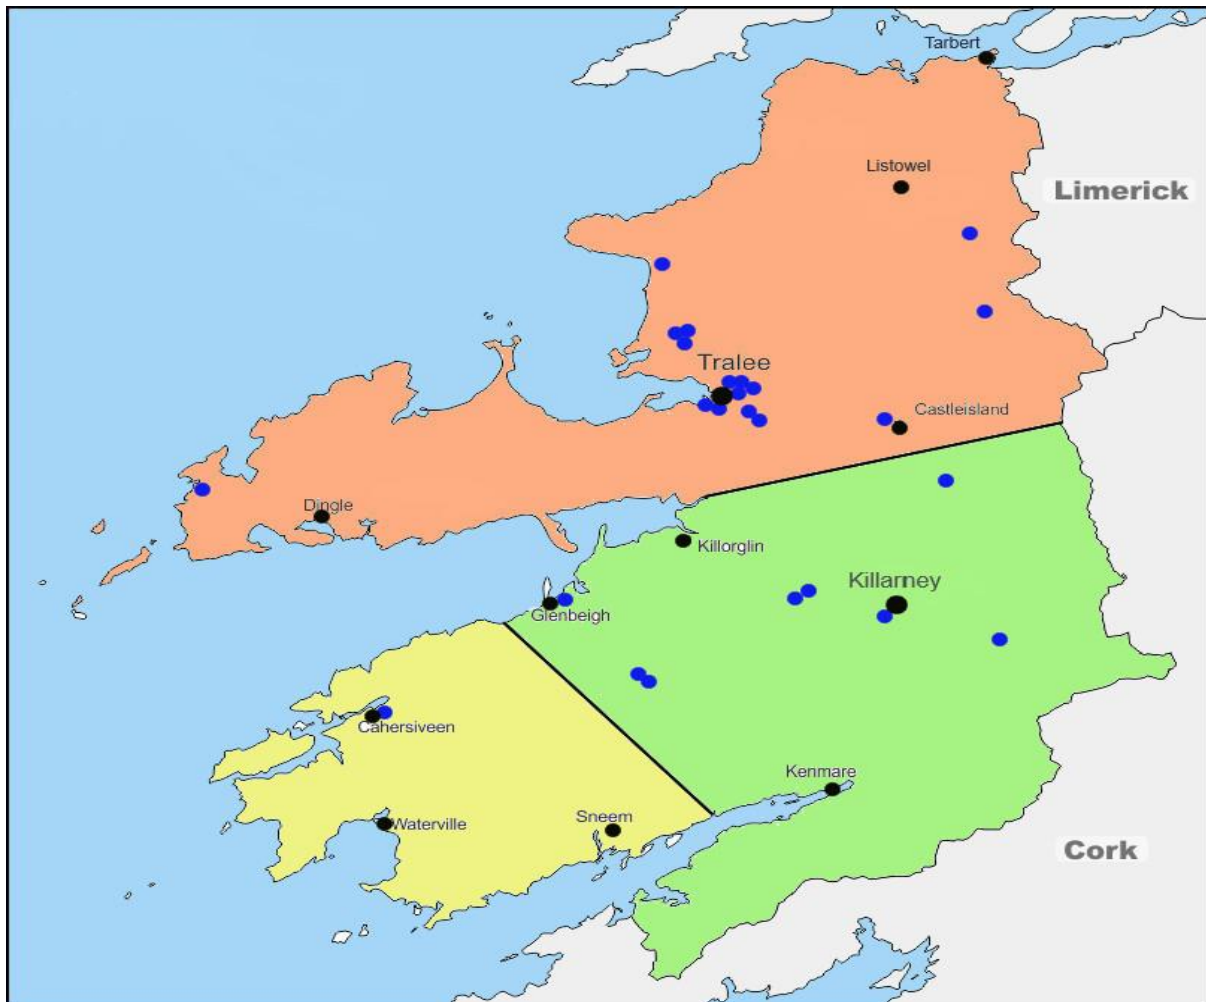 Tarbert
Listowel
Limerick
Tralee
Castleisland
Dingle
Killorglin
Killarney
Glenbeigh
Cahersiveen
Kenmare
Sneem
Waterville
Cork